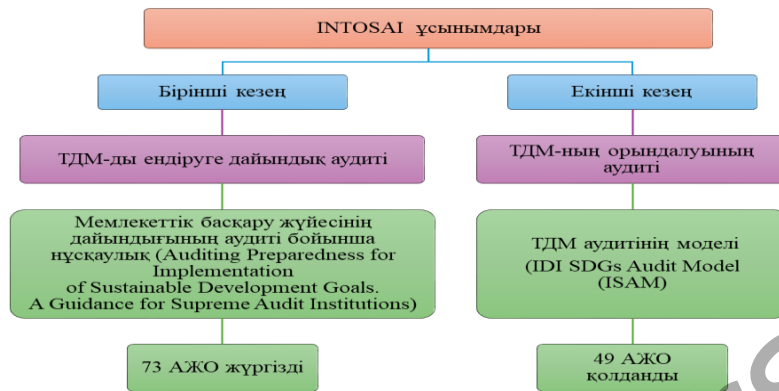 INTOSAI ұсынымдары
Бірінші кезең
Екінші кезең
ТДМ-ды ендіруге дайындық аудиті
ТДМ-ның орындалуының
аудиті
Мемлекеттік басқару жүйесінің
дайындығының аудиті бойынша
нұсқаулық (Auditing Preparedness for
Implementation
of Sustainable Development Goals.
A Guidance for Supreme Audit Institutions)
ТДМ аудитінің моделі
(IDI SDGs Audit Model
(ISAM)
73 АЖО жүргізді
49 АЖО
қолданды